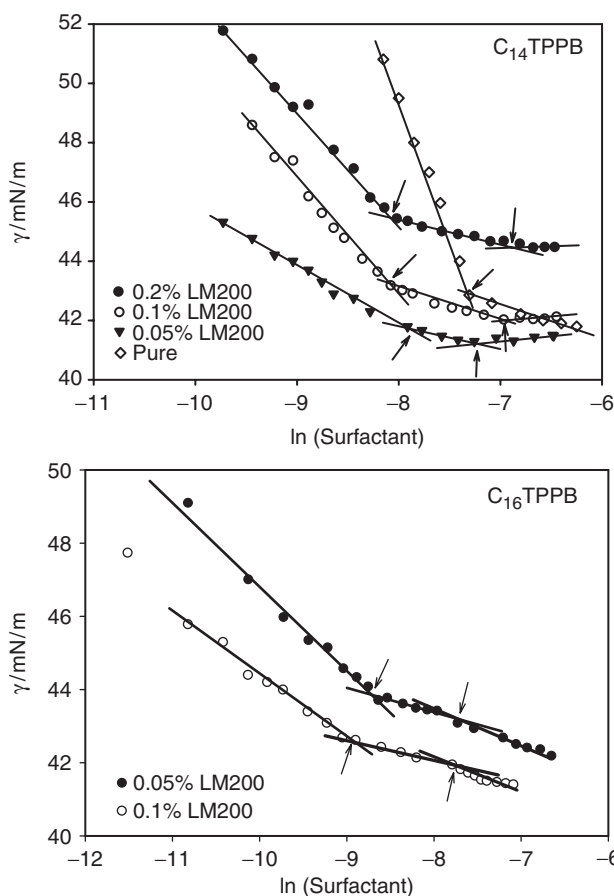 52
C₁₄TPPB
50
48
46
γ/mN/m
44
0.2% LM200
0.1% LM200
42
0.05% LM200
Pure
40
−11 −10 −9 −8 −7 −6
ln (Surfactant)
50
C₁₆TPPB
48
46
γ/mN/m
44
42
0.05% LM200
0.1% LM200
40
−12 −11 −10 −9 −8 −7 −6
ln (Surfactant)